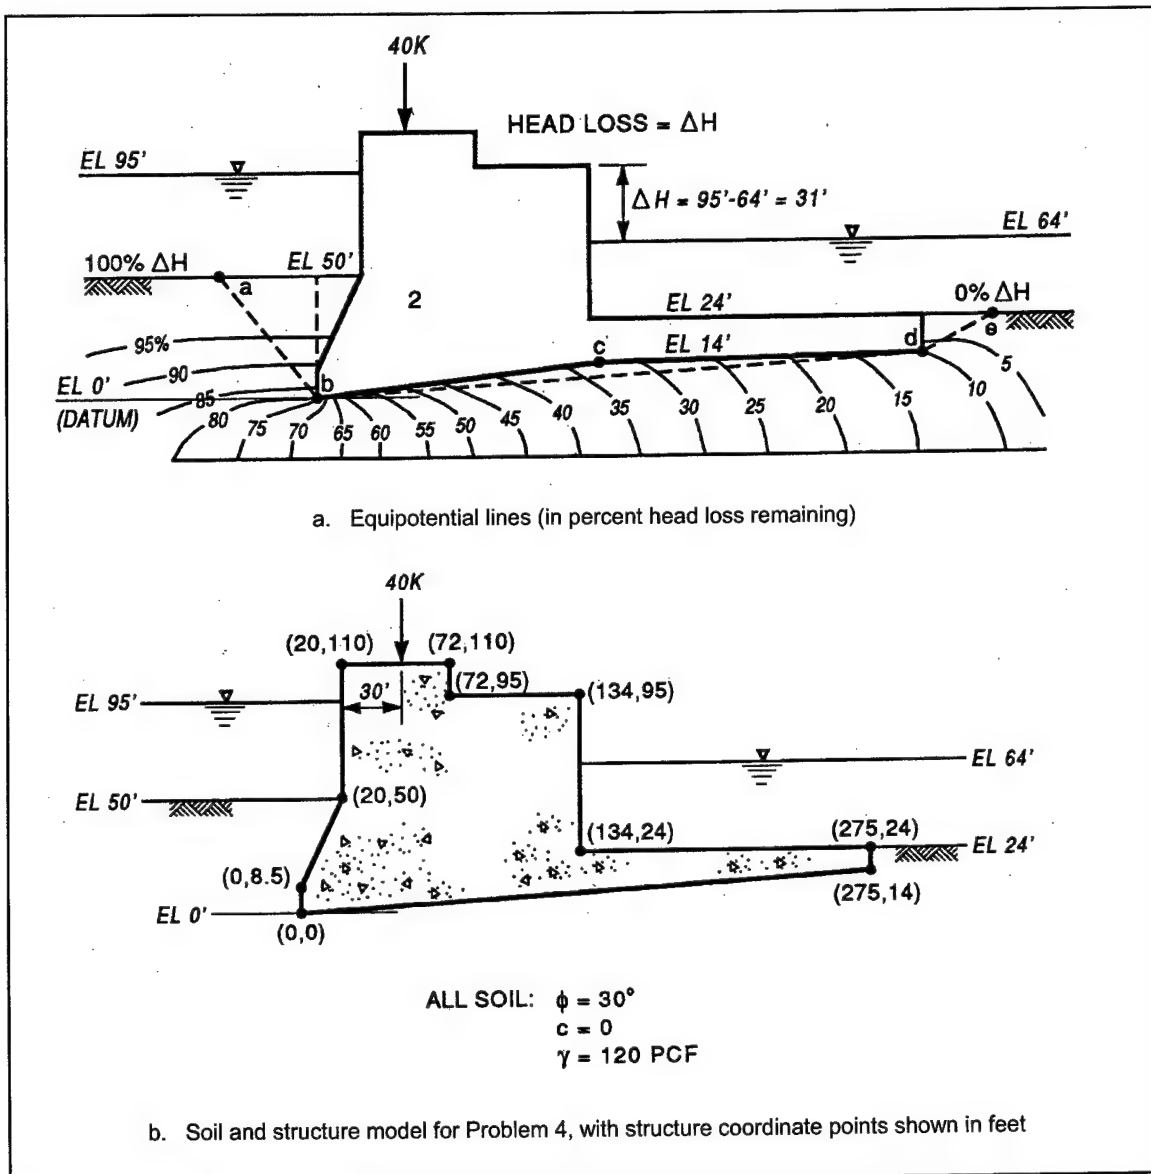 40K
HEAD LOSS = ΔH
EL 95'
ΔH = 95'-64' = 31'
EL 64'
100% ΔH
EL 50'
a
2
EL 24'
0% ΔH
e
d
c
EL 14'
95%
90
EL 0'
(DATUM)
b
85
80
75
70
65
60
55
50
45
40
35
30
25
20
15
10
5
a. Equipotential lines (in percent head loss remaining)
40K
(20,110)
(72,110)
30'
(72,95)
(134,95)
EL 95'
EL 64'
EL 50'
(20,50)
(134,24)
(275,24)
EL 24'
(0,8.5)
(275,14)
EL 0'
(0,0)
ALL SOIL: ϕ = 30°
c = 0
γ = 120 PCF
b. Soil and structure model for Problem 4, with structure coordinate points shown in feet